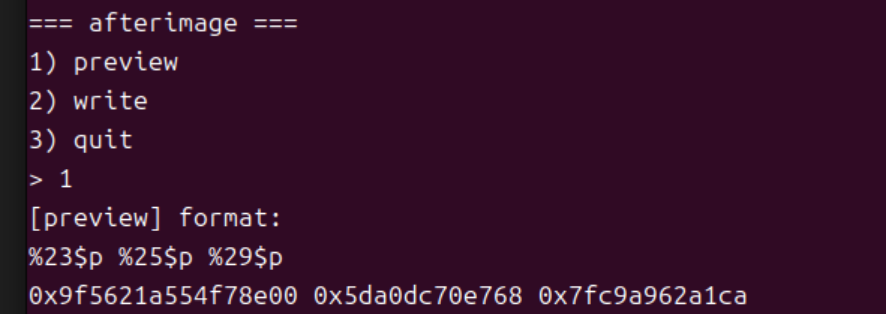 === afterimage ===
1) preview
2) write
3) quit
> 1
[preview] format:
%23$p %25$p %29$p
0x9f5621a554f78e00 0x5da0dc70e768 0x7fc9a962a1ca